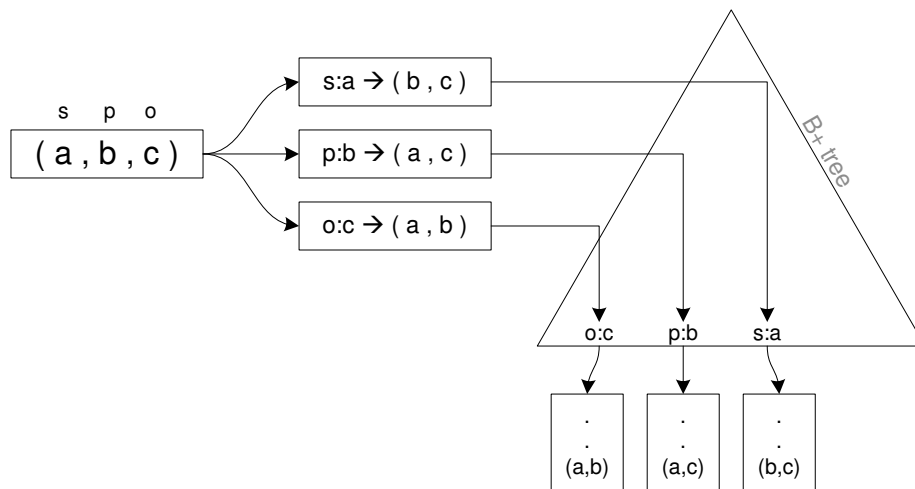 s p o
( a , b , c )
s:a → ( b , c )
p:b → ( a , c )
o:c → ( a , b )
B+ tree
o:c p:b s:a
. . .
. . .
(a,b) (a,c) (b,c)